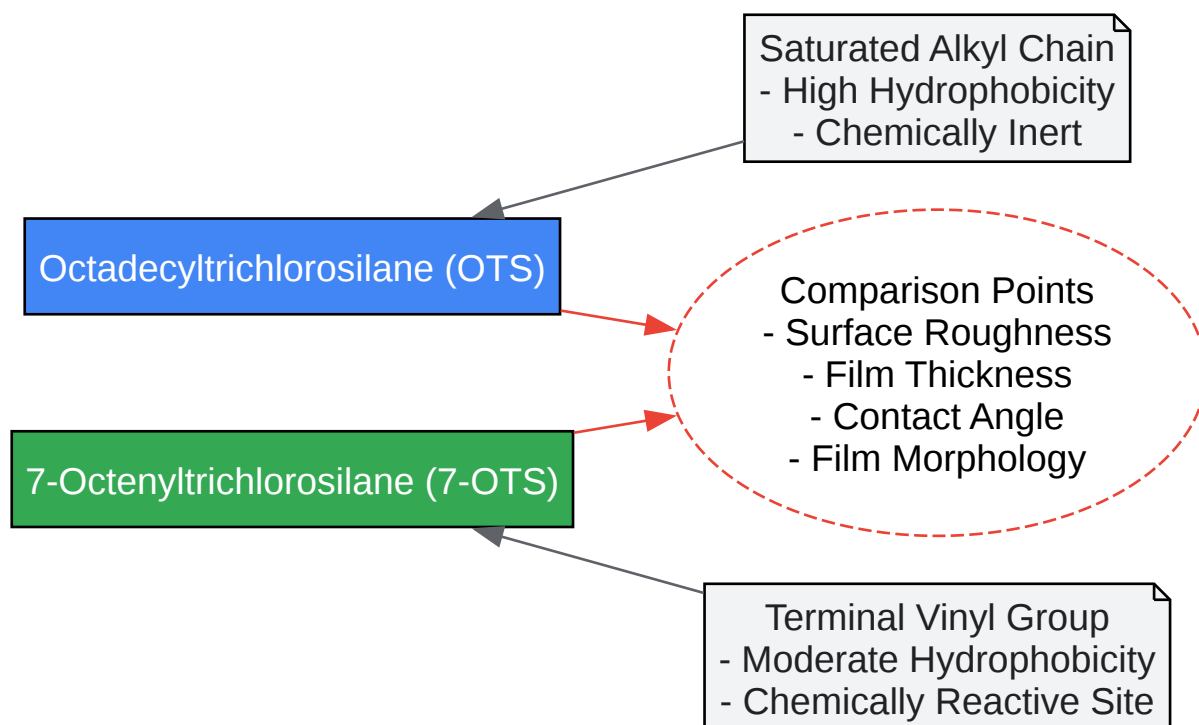 Saturated Alkyl Chain
- High Hydrophobicity
- Chemically Inert
Octadecyltrichlorosilane (OTS)
Comparison Points
- Surface Roughness
- Film Thickness
- Contact Angle
- Film Morphology
7-Octenyltrichlorosilane (7-OTS)
Terminal Vinyl Group
- Moderate Hydrophobicity
- Chemically Reactive Site